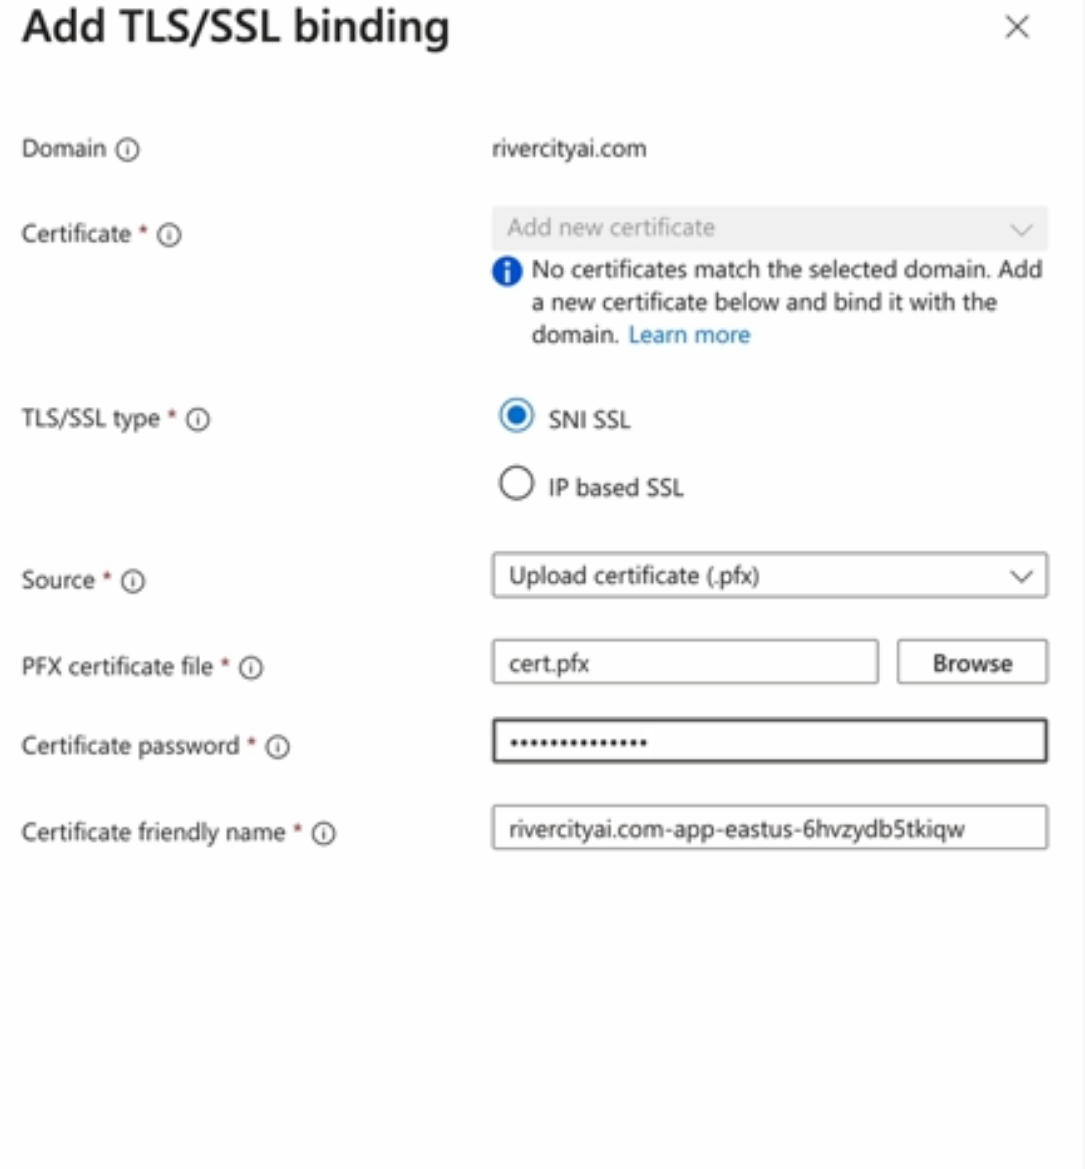 Add TLS/SSL binding
Domain
rivercityai.com
Certificate *
Add new certificate
No certificates match the selected domain. Add
a new certificate below and bind it with the
domain. Learn more
TLS/SSL type *
SNI SSL
IP based SSL
Source *
Upload certificate (.pfx)
PFX certificate file *
cert.pfx
Browse
Certificate password *
••••••••••••••
Certificate friendly name *
rivercityai.com-app-eastus-6hvzydb5tkiqw